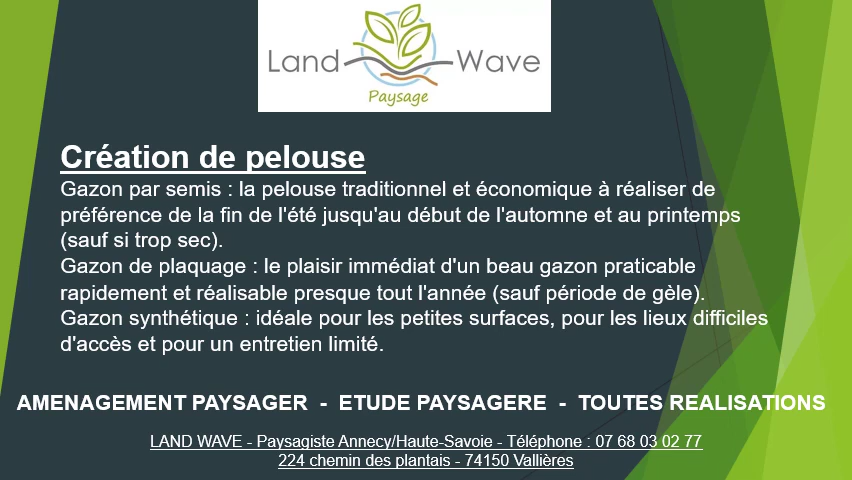 Land Wave
Paysage
Création de pelouse
Gazon par semis : la pelouse traditionnel et économique à réaliser de
préférence de la fin de l'été jusqu'au début de l'automne et au printemps
(sauf si trop sec).
Gazon de plaquage : le plaisir immédiat d'un beau gazon praticable
rapidement et réalisable presque tout l'année (sauf période de gèle).
Gazon synthétique : idéale pour les petites surfaces, pour les lieux difficiles
d'accès et pour un entretien limité.
AMENAGEMENT PAYSAGER - ETUDE PAYSAGERE - TOUTES REALISATIONS
LAND WAVE - Paysagiste Annecy/Haute-Savoie - Téléphone : 07 68 03 02 77
224 chemin des plantais - 74150 Vallières